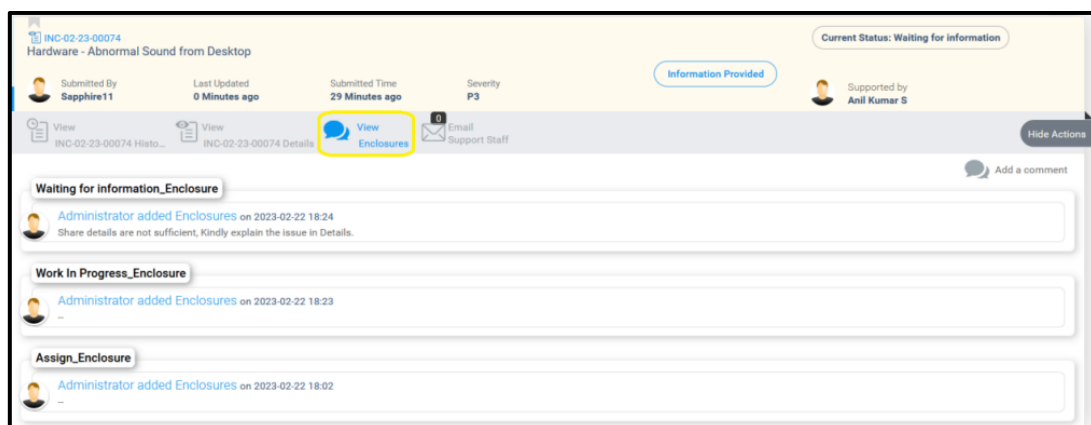 INC-02-23-00074
Hardware - Abnormal Sound from Desktop
Current Status: Waiting for information
Submitted By
Sapphire11
Last Updated
0 Minutes ago
Submitted Time
29 Minutes ago
Severity
P3
Information Provided
Supported by
Anil Kumar S
View
INC-02-23-00074 Histo...
View
INC-02-23-00074 Details
View
Enclosures
0
Email
Support Staff
Hide Actions
Add a comment
Waiting for information_Enclosure
Administrator added Enclosures on 2023-02-22 18:24
Share details are not sufficient, Kindly explain the issue in Details.
Work In Progress_Enclosure
Administrator added Enclosures on 2023-02-22 18:23
--
Assign_Enclosure
Administrator added Enclosures on 2023-02-22 18:02
--